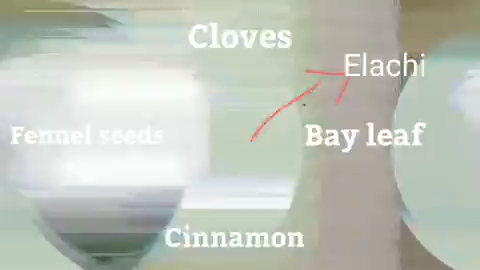 Cloves
Elachi
Fennel seeds
Bay leaf
Cinnamon